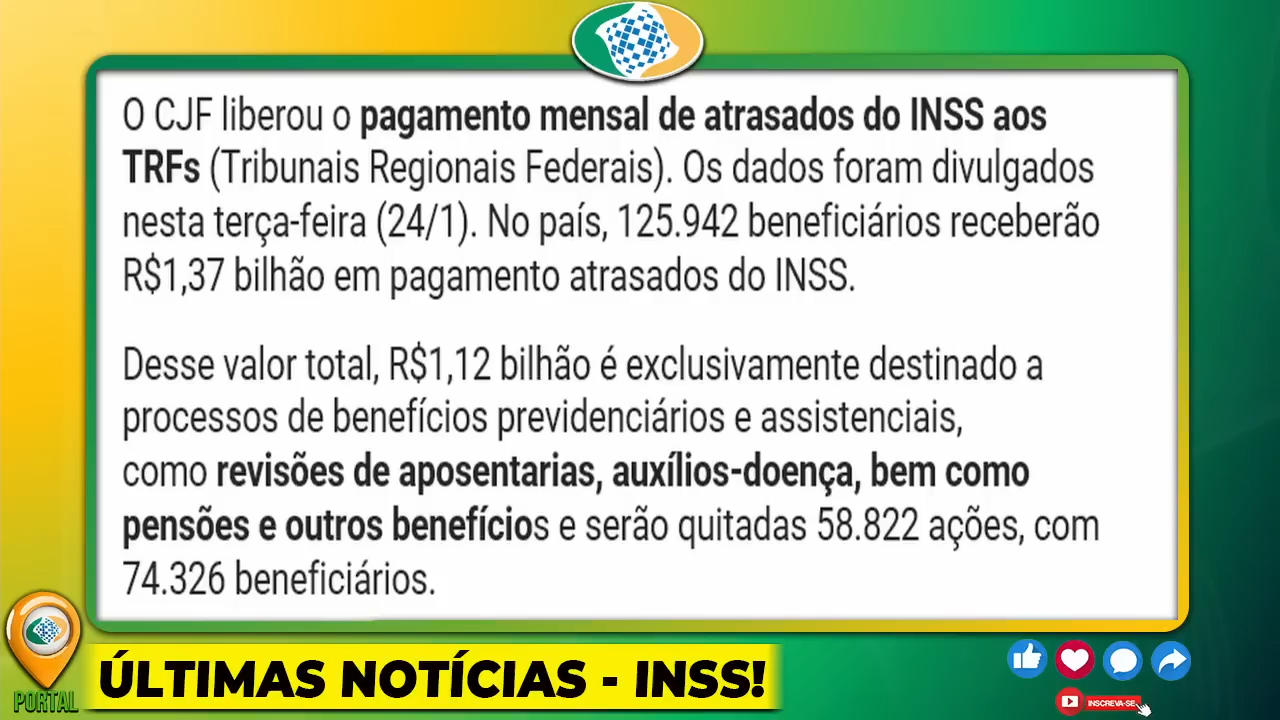 O CJF liberou o pagamento mensal de atrasados do INSS aos
TRFs (Tribunais Regionais Federais). Os dados foram divulgados
nesta terça-feira (24/1). No país, 125.942 beneficiários receberão
R$1,37 bilhão em pagamento atrasados do INSS.
Desse valor total, R$1,12 bilhão é exclusivamente destinado a
processos de benefícios previdenciários e assistenciais,
como revisões de aposentarias, auxílios-doença, bem como
pensões e outros benefícios e serão quitadas 58.822 ações, com
74.326 beneficiários.
PORTAL
ÚLTIMAS NOTÍCIAS - INSS!
INSCREVA-SE